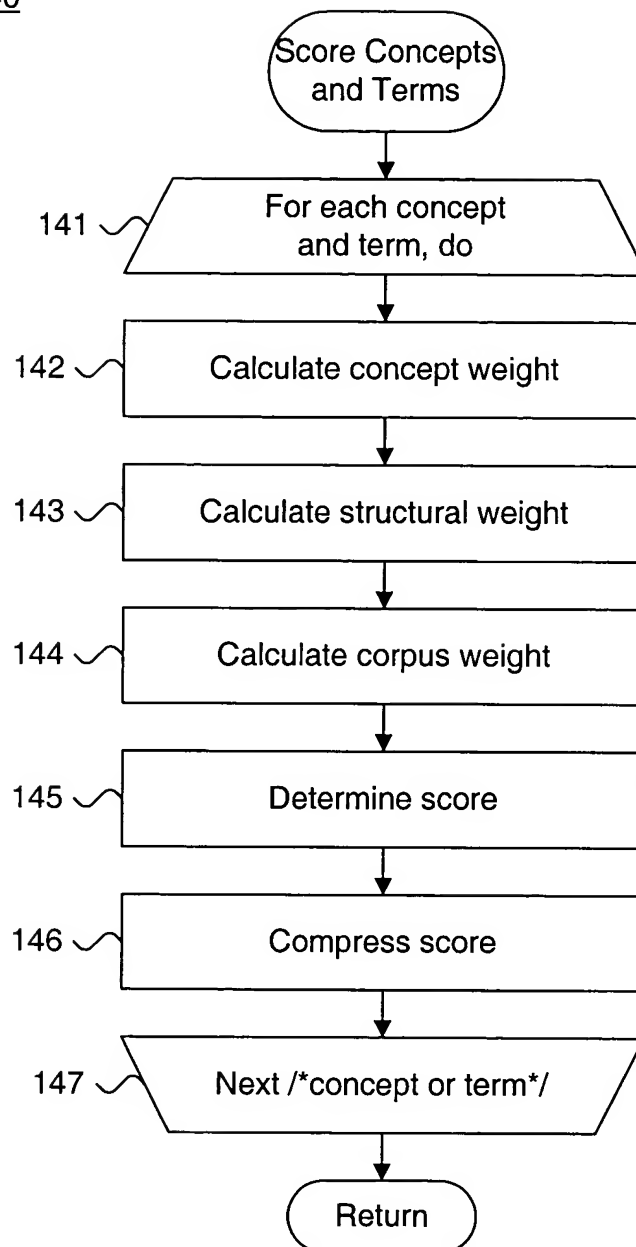 Score Concepts
and Terms
141
For each concept
and term, do
142
Calculate concept weight
143
Calculate structural weight
144
Calculate corpus weight
145
Determine score
146
Compress score
147
Next /*concept or term*/
Return